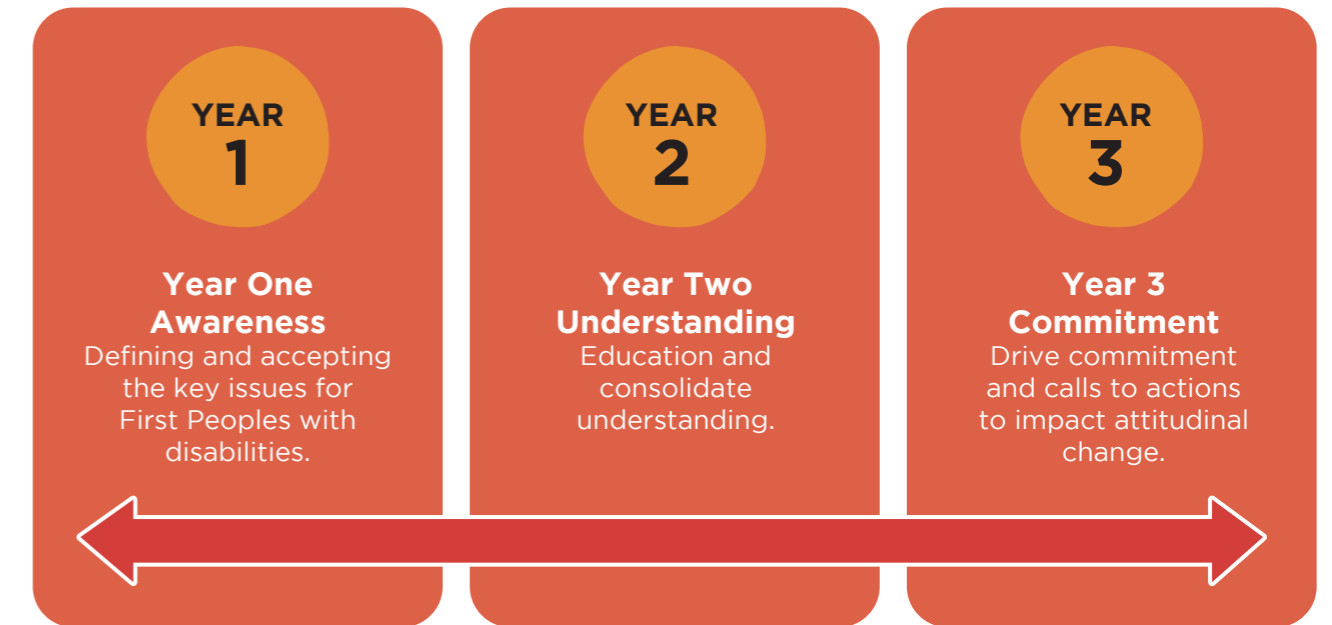 YEAR
1
Year One
Awareness
Defining and accepting
the key issues for
First Peoples with
disabilities.
YEAR
2
Year Two
Understanding
Education and
consolidate
understanding.
YEAR
3
Year 3
Commitment
Drive commitment
and calls to actions
to impact attitudinal
change.